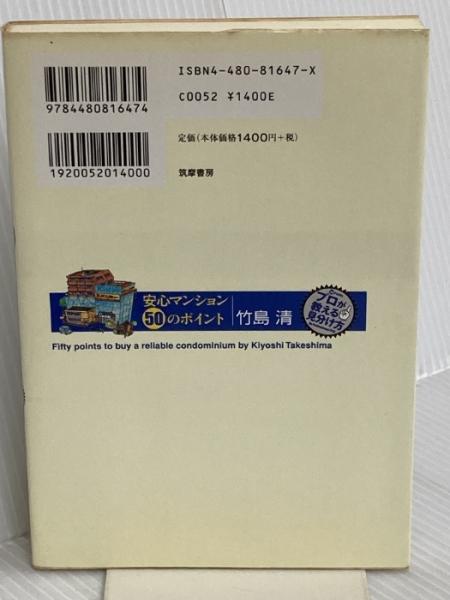 ISBN4-480-81647-X
C0052 ¥1400E
9784480816474
定価(本体価格1400円+税)
1920052014000
筑摩書房
安心マンション
50のポイント
竹島 清
プロが
教える
見分け方
Fifty points to buy a reliable condominium by Kiyoshi Takeshima